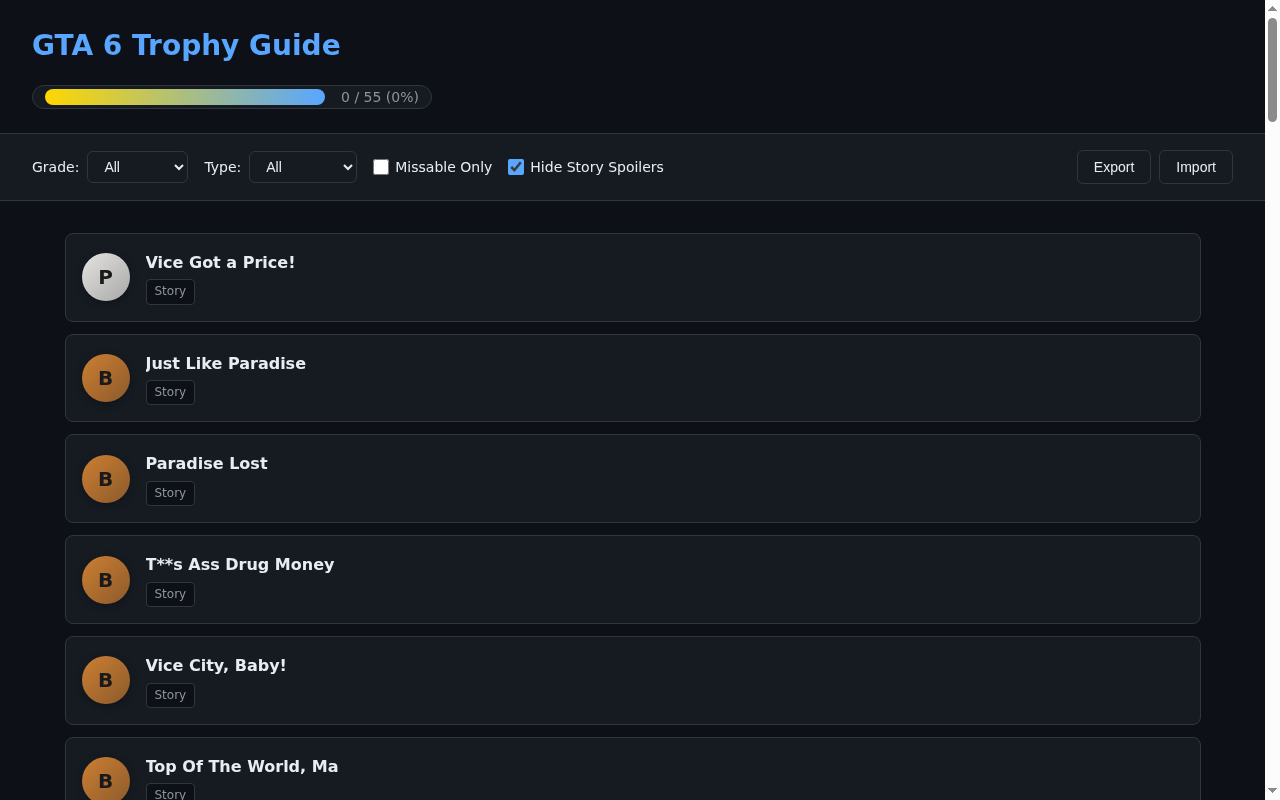 GTA 6 Trophy Guide
0 / 55 (0%)
Grade: All Type: All Missable Only Hide Story Spoilers Export Import
P
Vice Got a Price!
Story
B
Just Like Paradise
Story
B
Paradise Lost
Story
B
T**s Ass Drug Money
Story
B
Vice City, Baby!
Story
B
Top Of The World, Ma
Story